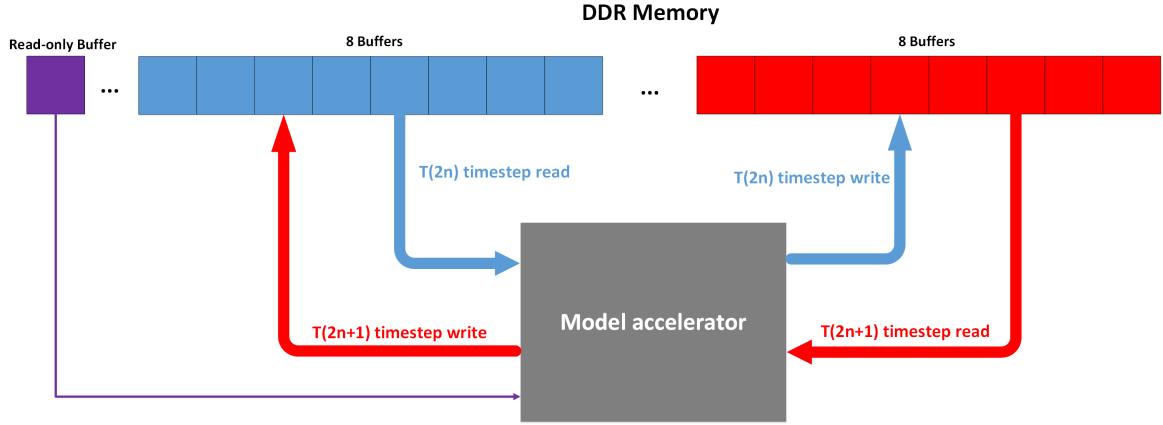 DDR Memory
Read-only Buffer
8 Buffers
8 Buffers
...
...
T(2n) timestep read
T(2n) timestep write
Model accelerator
T(2n+1) timestep write
T(2n+1) timestep read